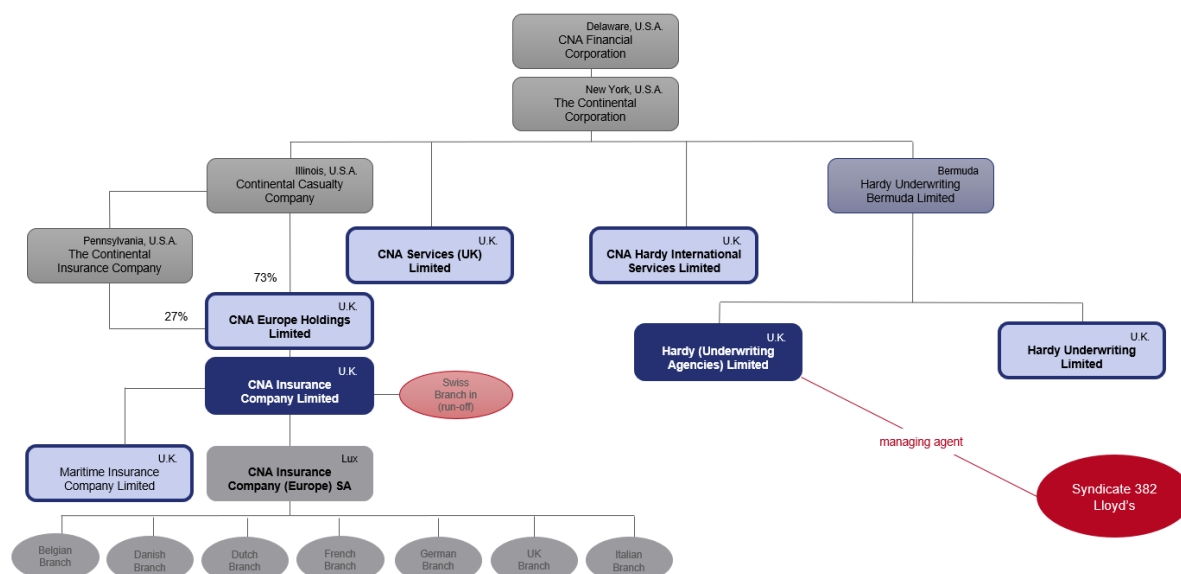 Delaware, U.S.A.
CNA Financial
Corporation
New York, U.S.A.
The Continental
Corporation
Illinois, U.S.A.
Continental Casualty
Company
Bermuda
Hardy Underwriting
Bermuda Limited
Pennsylvania, U.S.A.
The Continental
Insurance Company
U.K.
CNA Services (UK)
Limited
U.K.
CNA Hardy International
Services Limited
73%
27%
U.K.
CNA Europe Holdings
Limited
U.K.
Hardy (Underwriting
Agencies) Limited
U.K.
Hardy Underwriting
Limited
U.K.
CNA Insurance
Company Limited
Swiss
Branch in
(run-off)
managing agent
U.K.
Maritime Insurance
Company Limited
Lux
CNA Insurance
Company (Europe) SA
Syndicate 382
Lloyd's
Belgian
Branch
Danish
Branch
Dutch
Branch
French
Branch
German
Branch
UK
Branch
Italian
Branch